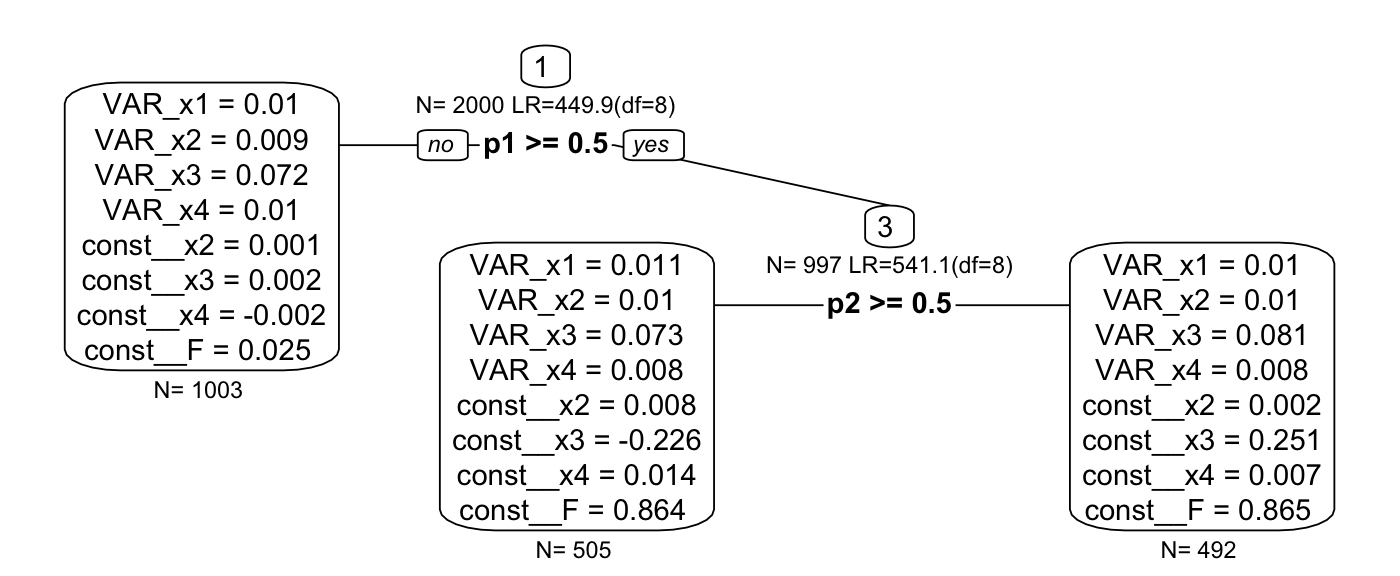 1
N= 2000 LR=449.9(df=8)
no p1 >= 0.5 yes
VAR_x1 = 0.01
VAR_x2 = 0.009
VAR_x3 = 0.072
VAR_x4 = 0.01
const__x2 = 0.001
const__x3 = 0.002
const__x4 = -0.002
const__F = 0.025
N= 1003
3
N= 997 LR=541.1(df=8)
p2 >= 0.5
VAR_x1 = 0.011
VAR_x2 = 0.01
VAR_x3 = 0.073
VAR_x4 = 0.008
const__x2 = 0.008
const__x3 = -0.226
const__x4 = 0.014
const__F = 0.864
N= 505
VAR_x1 = 0.01
VAR_x2 = 0.01
VAR_x3 = 0.081
VAR_x4 = 0.008
const__x2 = 0.002
const__x3 = 0.251
const__x4 = 0.007
const__F = 0.865
N= 492